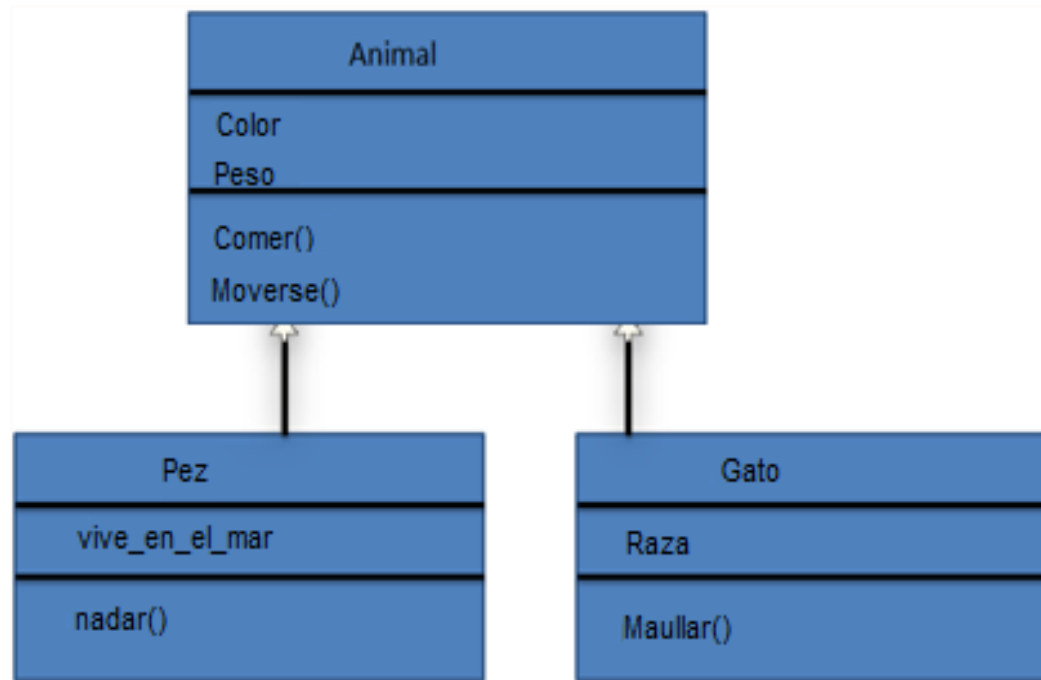 Animal
Color
Peso
Comer()
Moverse()
Pez
vive_en_el_mar
nadar()
Gato
Raza
Maullar()